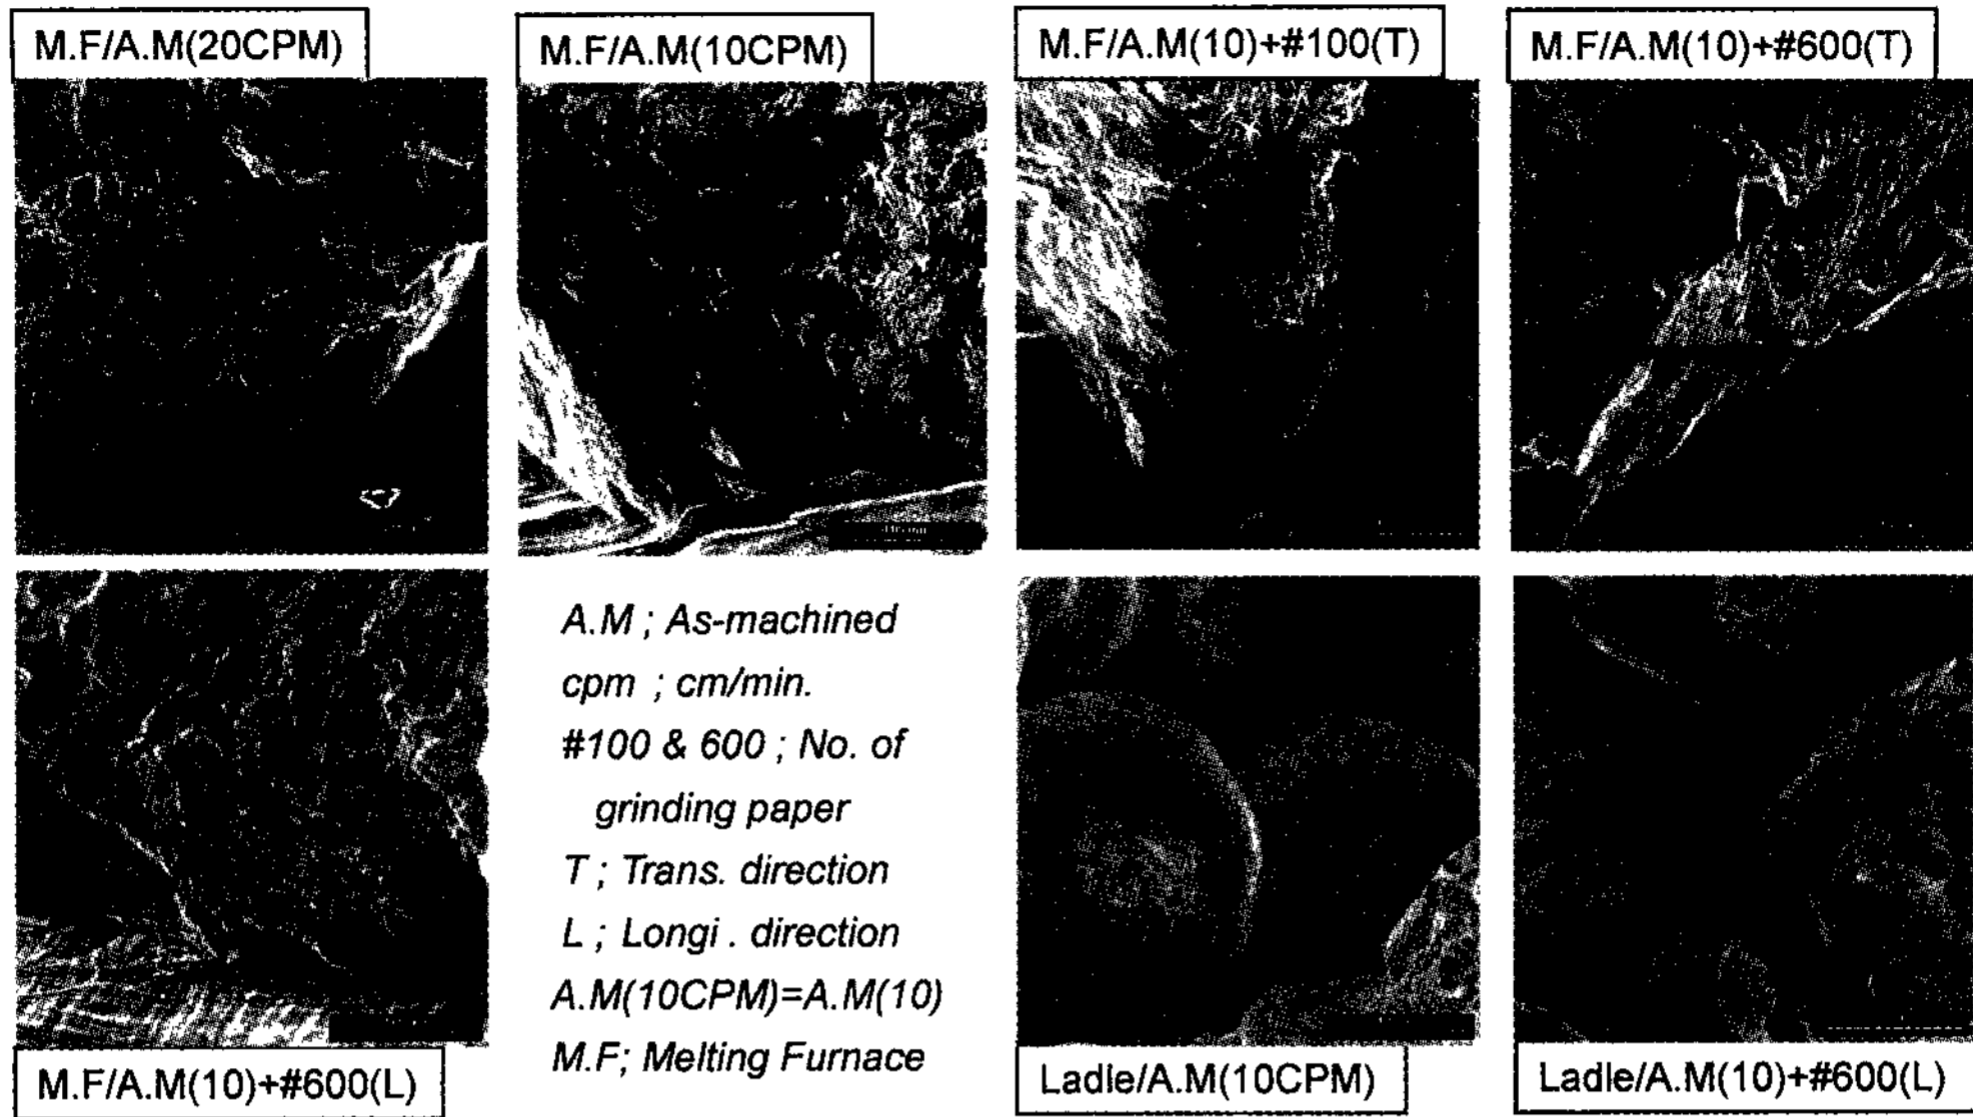 M.F/A.M(20CPM)
M.F/A.M(10CPM)
M.F/A.M(10)+#100(T)
M.F/A.M(10)+#600(T)
A.M ; As-machined
cpm ; cm/min.
#100 & 600 ; No. of
grinding paper
T ; Trans. direction
L ; Longi . direction
A.M(10CPM)=A.M(10)
M.F; Melting Furnace
M.F/A.M(10)+#600(L)
Ladle/A.M(10CPM)
Ladle/A.M(10)+#600(L)